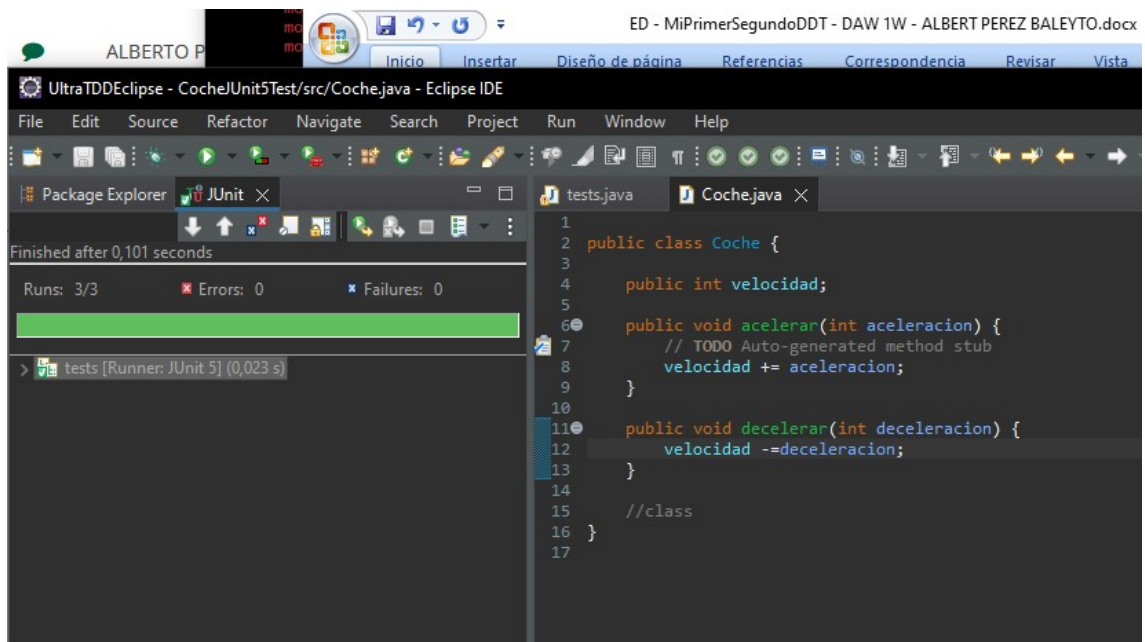 mo
mo
mo
ALBERTO P
ED - MiPrimerSegundoDDT - DAW 1W - ALBERT PEREZ BALEYTO.docx
Inicio Insertar Diseño de página Referencias Correspondencia Revisar Vista
UltraTDDEclipse - CocheJUnit5Test/src/Coche.java - Eclipse IDE
File Edit Source Refactor Navigate Search Project Run Window Help
Package Explorer JUnit
tests.java Coche.java
Finished after 0,101 seconds
Runs: 3/3 Errors: 0 Failures: 0
tests [Runner: JUnit 5] (0,023 s)
1
2 public class Coche {
3
4 public int velocidad;
5
6 public void acelerar(int aceleracion) {
7 // TODO Auto-generated method stub
8 velocidad += aceleracion;
9 }
10
11 public void decelerar(int deceleracion) {
12 velocidad -=deceleracion;
13 }
14
15 //class
16 }
17